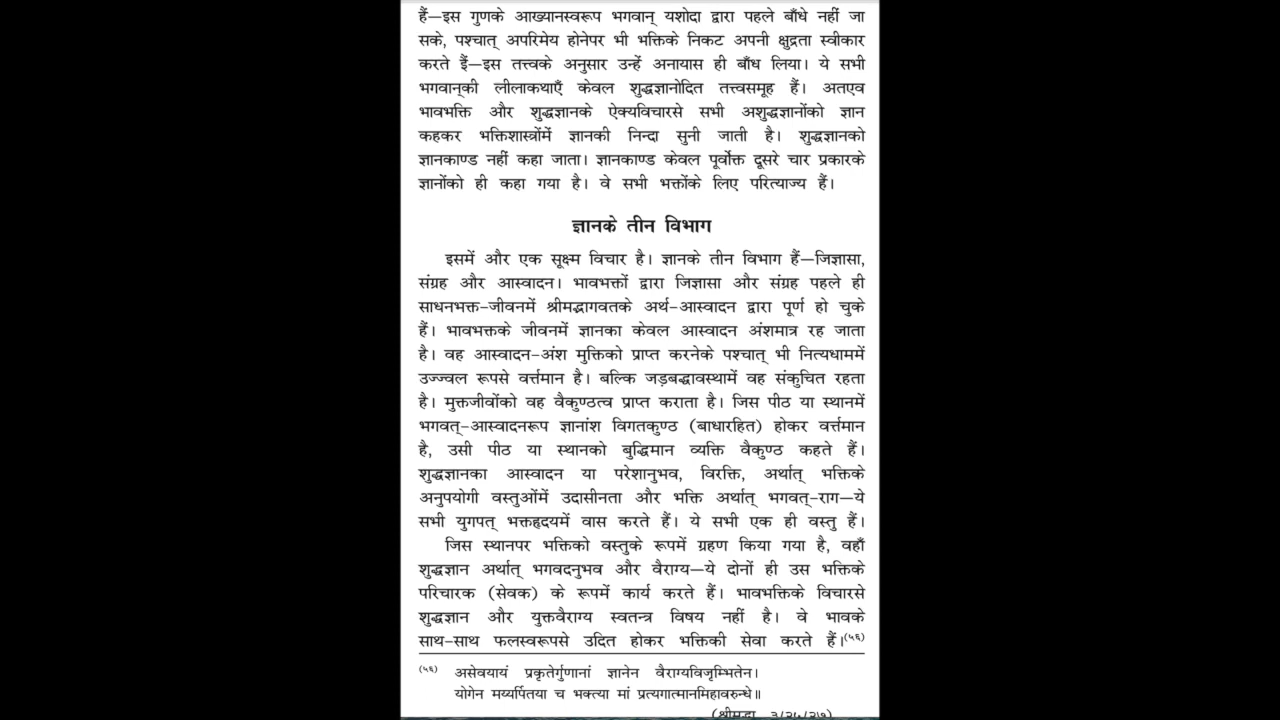 हैं—इस गुणके आख्यानस्वरूप भगवान् यशोदा द्वारा पहले बाँधे नहीं जा
सके, पश्चात् अपरिमेय होनेपर भी भक्तिके निकट अपनी क्षुद्रता स्वीकार
करते हैं—इस तत्त्वके अनुसार उन्हें अनायास ही बाँध लिया। ये सभी
भगवान्‌की लीलाकथाएँ केवल शुद्धज्ञानोदित तत्त्वसमूह हैं। अतएव
भावभक्ति और शुद्धज्ञानके ऐक्यविचारसे सभी अशुद्धज्ञानोंको ज्ञान
कहकर भक्तिशास्त्रोंमें ज्ञानकी निन्दा सुनी जाती है। शुद्धज्ञानको
ज्ञानकाण्ड नहीं कहा जाता। ज्ञानकाण्ड केवल पूर्वोक्त दूसरे चार प्रकारके
ज्ञानोंको ही कहा गया है। वे सभी भक्तोंके लिए परित्याज्य हैं।
ज्ञानके तीन विभाग
इसमें और एक सूक्ष्म विचार है। ज्ञानके तीन विभाग हैं—जिज्ञासा,
संग्रह और आस्वादन। भावभक्तों द्वारा जिज्ञासा और संग्रह पहले ही
साधनभक्त-जीवनमें श्रीमद्भागवतके अर्थ-आस्वादन द्वारा पूर्ण हो चुके
हैं। भावभक्तके जीवनमें ज्ञानका केवल आस्वादन अंशमात्र रह जाता
है। वह आस्वादन-अंश मुक्तिको प्राप्त करनेके पश्चात् भी नित्यधाममें
उज्ज्वल रूपसे वर्त्तमान है। बल्कि जड़बद्धावस्थामें वह संकुचित रहता
है। मुक्तजीवोंको वह वैकुण्ठत्व प्राप्त कराता है। जिस पीठ या स्थानमें
भगवत्-आस्वादनरूप ज्ञानांश विगतकुण्ठ (बाधारहित) होकर वर्त्तमान
है, उसी पीठ या स्थानको बुद्धिमान व्यक्ति वैकुण्ठ कहते हैं।
शुद्धज्ञानका आस्वादन या परेशानुभव, विरक्ति, अर्थात् भक्तिके
अनुपयोगी वस्तुओंमें उदासीनता और भक्ति अर्थात् भगवत्-राग—ये
सभी युगपत् भक्तहृदयमें वास करते हैं। ये सभी एक ही वस्तु हैं।
जिस स्थानपर भक्तिको वस्तुके रूपमें ग्रहण किया गया है, वहाँ
शुद्धज्ञान अर्थात् भगवदनुभव और वैराग्य—ये दोनों ही उस भक्तिके
परिचारक (सेवक) के रूपमें कार्य करते हैं। भावभक्तिके विचारसे
शुद्धज्ञान और युक्तवैराग्य स्वतन्त्र विषय नहीं है। वे भावके
साथ-साथ फलस्वरूपसे उदित होकर भक्तिकी सेवा करते हैं।(५६)
(५६) असेवयायं प्रकृतेर्गुणानां ज्ञानेन वैराग्यविजृम्भितेन।
योगेन मय्यर्पितया च भक्त्या मां प्रत्यगात्मानमिहावरुन्धे॥
(श्रीमद्भा. ३/२५/२७)